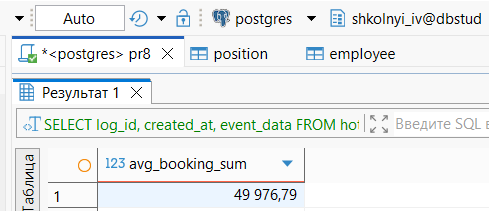 Auto postgres shkolnyi_iv@dbstud
*<postgres> pr8 position employee
Результат 1
SELECT log_id, created_at, event_data FROM hot Введите SQL в
Таблица
123 avg_booking_sum
1 49 976,79